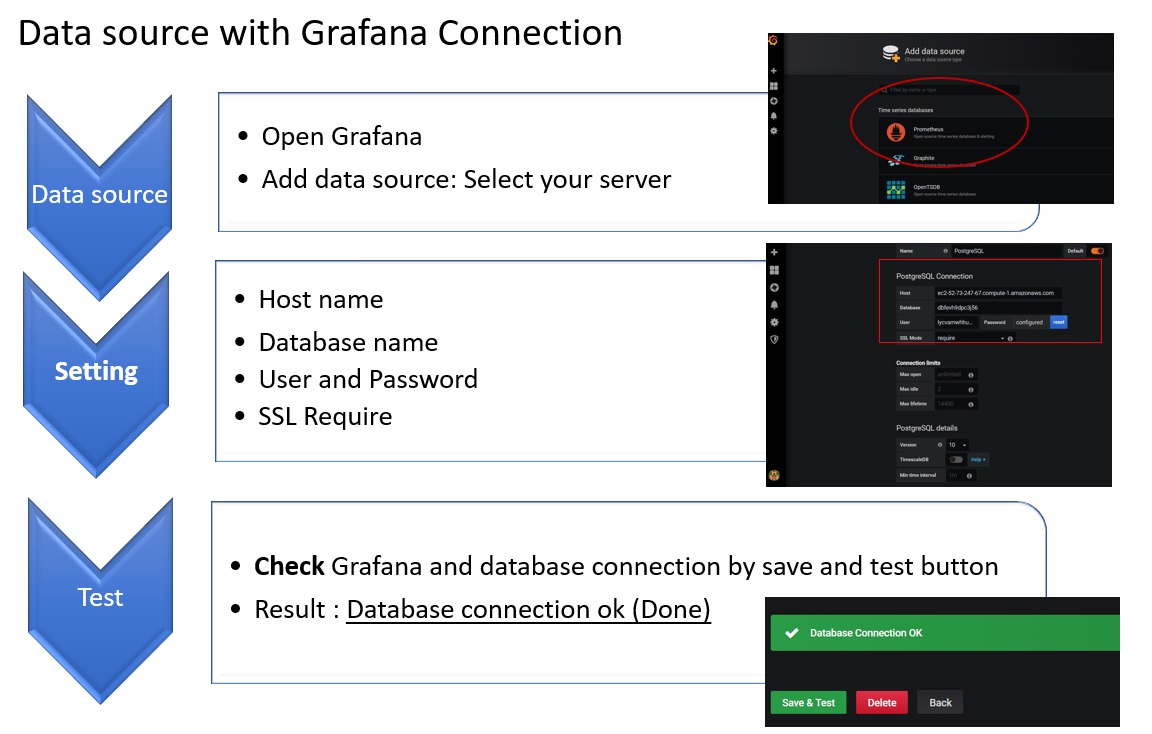 Data source with Grafana Connection
Data source
• Open Grafana
• Add data source: Select your server
Add data source
Choose a data source type
Filter by name or type
Time series databases
Prometheus
Open source time series database & alerting
Graphite
Open source time series database
OpenTSDB
Open source time series database
Setting
• Host name
• Database name
• User and Password
• SSL Require
Name PostgreSQL Default
PostgreSQL Connection
Host ec2-52-73-247-67.compute-1.amazonaws.com
Database dbfevh9dpc3j56
User lycvamwhhu... Password configured reset
SSL Mode require
Connection limits
Max open unlimited
Max idle 2
Max lifetime 14400
PostgreSQL details
Version 10
TimescaleDB Help >
Min time interval 1m
Test
• Check Grafana and database connection by save and test button
• Result : Database connection ok (Done)
Database Connection OK
Save & Test Delete Back